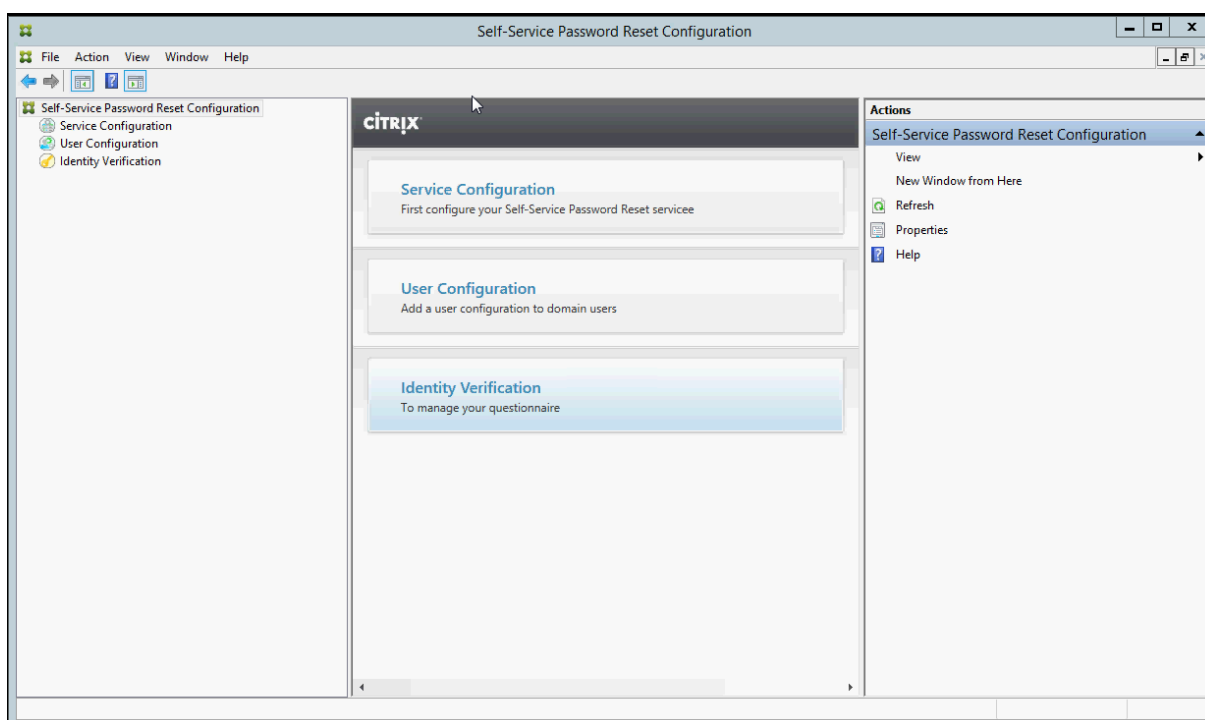 Self-Service Password Reset Configuration
File Action View Window Help
Self-Service Password Reset Configuration
Service Configuration
User Configuration
Identity Verification
CITRIX
Service Configuration
First configure your Self-Service Password Reset servicee
User Configuration
Add a user configuration to domain users
Identity Verification
To manage your questionnaire
Actions
Self-Service Password Reset Configuration
View
New Window from Here
Refresh
Properties
Help